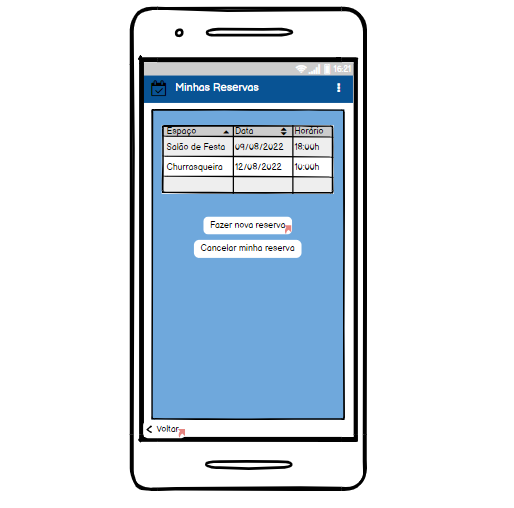 16:21
Minhas Reservas
Espaço Data Horário
Salão de Festa 09/08/2022 18:00h
Churrasqueira 12/08/2022 10:00h
Fazer nova reserva
Cancelar minha reserva
Voltar